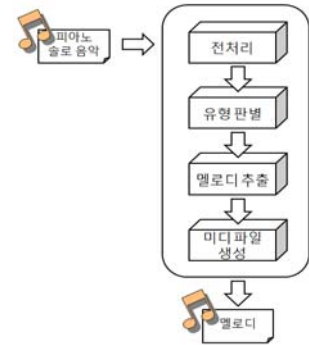 피아노
솔로 음악
전처리
유형 판별
멜로디 추출
미디 파일
생성
멜로디